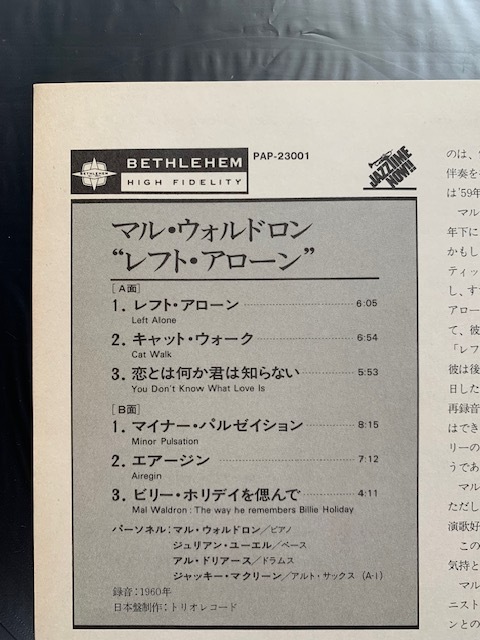 BETHLEHEM
HIGH FIDELITY
PAP-23001
JAZZTIME
NOW!!
マル・ウォルドロン
“レフト・アローン”
[A面]
1. レフト・アローン 6:05
Left Alone
2. キャット・ウォーク 6:54
Cat Walk
3. 恋とは何か君は知らない 5:53
You Don't Know What Love Is
[B面]
1. マイナー・パルゼイション 8:15
Minor Pulsation
2. エアージン 7:12
Airegin
3. ビリー・ホリデイを偲んで 4:11
Mal Waldron : The way he remembers Billie Holiday
パーソネル：マル・ウォルドロン／ピアノ
ジュリアン・ユーエル／ベース
アル・ドリアース／ドラムス
ジャッキー・マクリーン／アルト・サックス (A-1)
録音：1960年
日本盤制作：トリオレコード
のは、
伴奏を
は'59年
マル
年下に
かもし
ティッ
し、す
アロー
て、彼
「レフ
彼は後
日した
再録音
はでき
リーの
うであ
マル
ただし
演歌好
この
気持と
マル
ニスト
ンとの